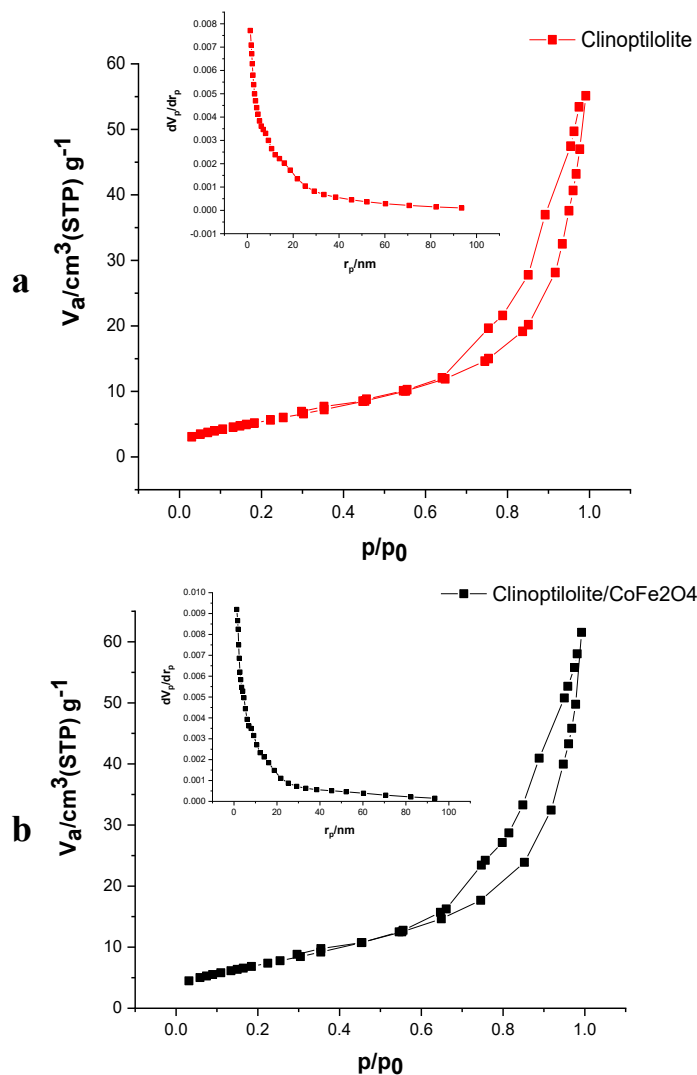 a
Clinoptilolite
Va/cm3(STP) g-1
60
50
40
30
20
10
0
0.0 0.2 0.4 0.6 0.8 1.0
p/p0
dVp/drp
0.008
0.007
0.006
0.005
0.004
0.003
0.002
0.001
0.000
-0.001
0 20 40 60 80 100
rp/nm
b
Clinoptilolite/CoFe2O4
Va/cm3(STP) g-1
60
50
40
30
20
10
0
0.0 0.2 0.4 0.6 0.8 1.0
p/p0
dVp/drp
0.010
0.009
0.008
0.007
0.006
0.005
0.004
0.003
0.002
0.001
0.000
0 20 40 60 80 100
rp/nm